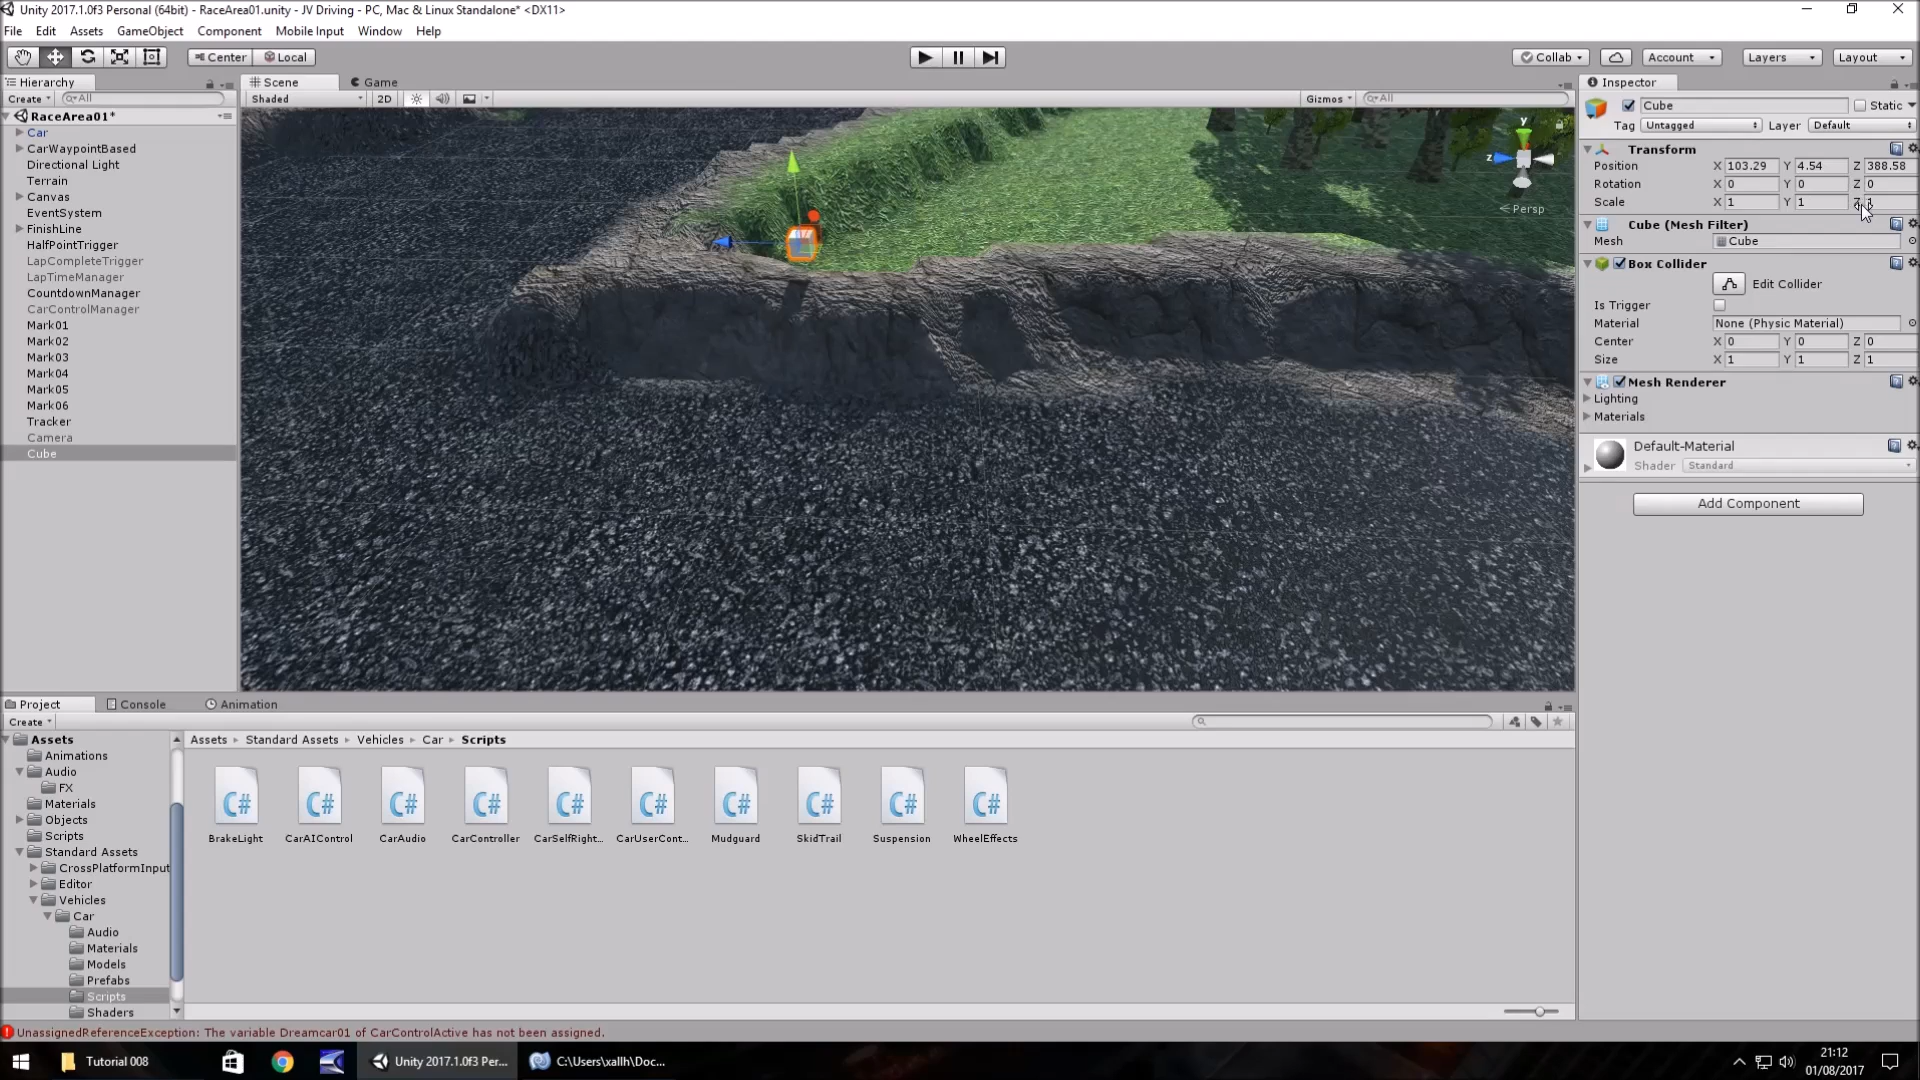 Unity 2017.1.0f3 Personal (64bit) - RaceArea01.unity - JV Driving - PC, Mac & Linux Standalone* <DX11>
File Edit Assets GameObject Component Mobile Input Window Help
Center Local Collab Account Layers Layout
Hierarchy
Create All
RaceArea01*
Car
CarWaypointBased
Directional Light
Terrain
Canvas
EventSystem
FinishLine
HalfPointTrigger
LapCompleteTrigger
LapTimeManager
CountdownManager
CarControlManager
Mark01
Mark02
Mark03
Mark04
Mark05
Mark06
Tracker
Camera
Cube
Scene Game
Shaded 2D Gizmos All
y
z
Persp
Inspector
Cube Static
Tag Untagged Layer Default
Transform
Position X 103.29 Y 4.54 Z 388.58
Rotation X 0 Y 0 Z 0
Scale X 1 Y 1 Z 1
Cube (Mesh Filter)
Mesh Cube
Box Collider
Edit Collider
Is Trigger
Material None (Physic Material)
Center X 0 Y 0 Z 0
Size X 1 Y 1 Z 1
Mesh Renderer
Lighting
Materials
Default-Material
Shader Standard
Add Component
Project Console Animation
Create
Assets
Animations
Audio
FX
Materials
Objects
Scripts
Standard Assets
CrossPlatformInput
Editor
Vehicles
Car
Audio
Materials
Models
Prefabs
Scripts
Shaders
Assets Standard Assets Vehicles Car Scripts
C# C# C# C# C# C# C# C# C# C#
BrakeLight CarAIControl CarAudio CarController CarSelfRight... CarUserCont... Mudguard SkidTrail Suspension WheelEffects
UnassignedReferenceException: The variable Dreamcar01 of CarControlActive has not been assigned.
Tutorial 008 Unity 2017.1.0f3 Per... C:\Users\xallh\Doc...
21:12
01/08/2017